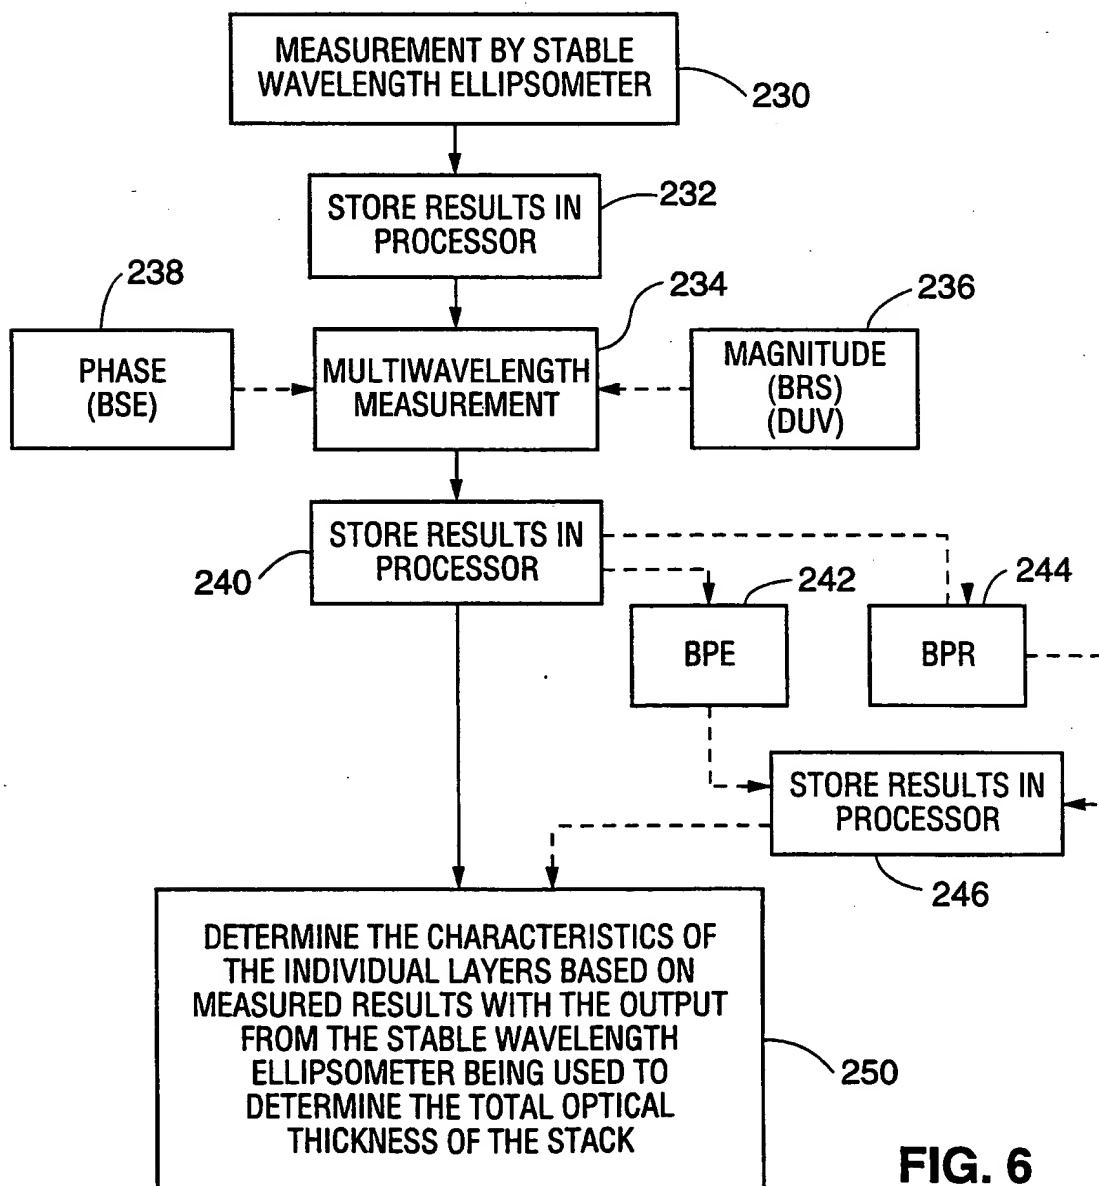 MEASUREMENT BY STABLE
WAVELENGTH ELLIPSOMETER
230
STORE RESULTS IN
PROCESSOR
232
238
234
236
PHASE
(BSE)
MULTIWAVELENGTH
MEASUREMENT
MAGNITUDE
(BRS)
(DUV)
STORE RESULTS IN
PROCESSOR
240
242
244
BPE
BPR
STORE RESULTS IN
PROCESSOR
246
DETERMINE THE CHARACTERISTICS OF
THE INDIVIDUAL LAYERS BASED ON
MEASURED RESULTS WITH THE OUTPUT
FROM THE STABLE WAVELENGTH
ELLIPSOMETER BEING USED TO
DETERMINE THE TOTAL OPTICAL
THICKNESS OF THE STACK
250
FIG. 6